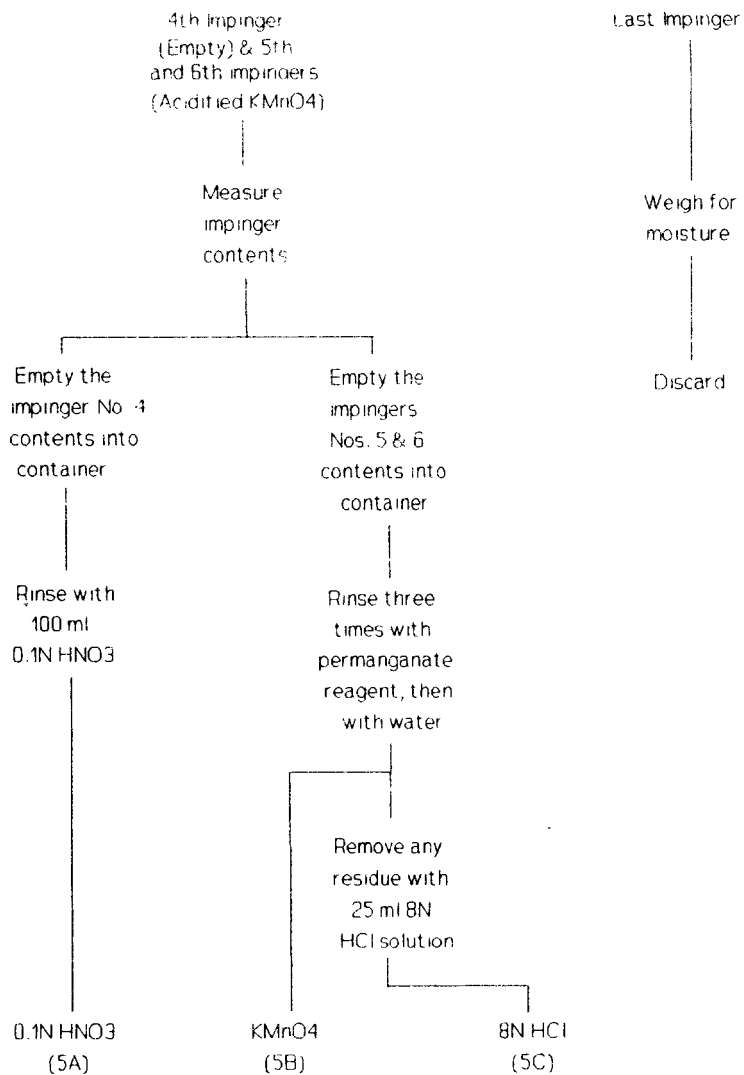 4th Impinger
(Empty) & 5th
and 6th impingers
(Acidified KMnO4)
Measure
impinger
contents
Empty the
impinger No. 4
contents into
container
Rinse with
100 ml
0.1N HNO3
Empty the
impingers
Nos. 5 & 6
contents into
container
Rinse three
times with
permanganate
reagent, then
with water
Remove any
residue with
25 ml 8N
HCl solution
0.1N HNO3
(5A)
KMnO4
(5B)
8N HCl
(5C)
Last Impinger
Weigh for
moisture
Discard